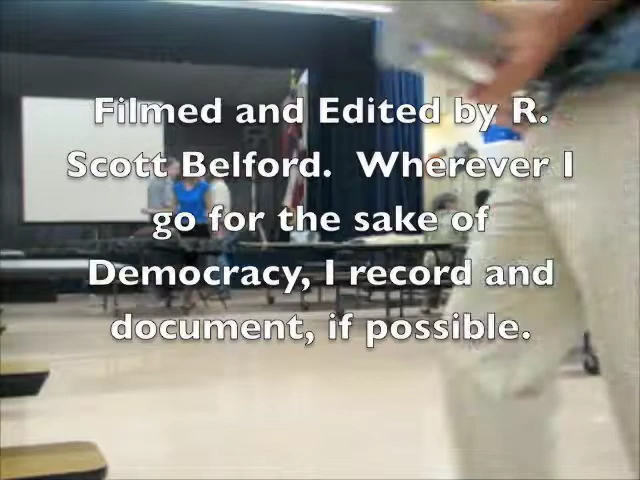 Filmed and Edited by R.
Scott Belford.  Wherever I
go for the sake of
Democracy, I record and
document, if possible.